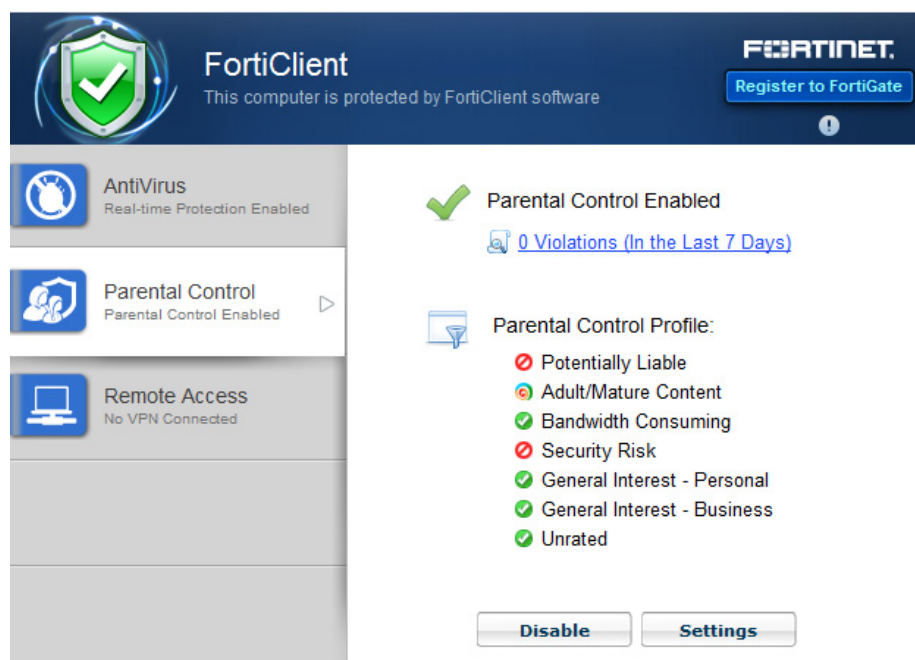 FortiClient
This computer is protected by FortiClient software
FORTINET.
Register to FortiGate
AntiVirus
Real-time Protection Enabled
Parental Control
Parental Control Enabled
Remote Access
No VPN Connected
Parental Control Enabled
0 Violations (In the Last 7 Days)
Parental Control Profile:
Potentially Liable
Adult/Mature Content
Bandwidth Consuming
Security Risk
General Interest - Personal
General Interest - Business
Unrated
Disable
Settings